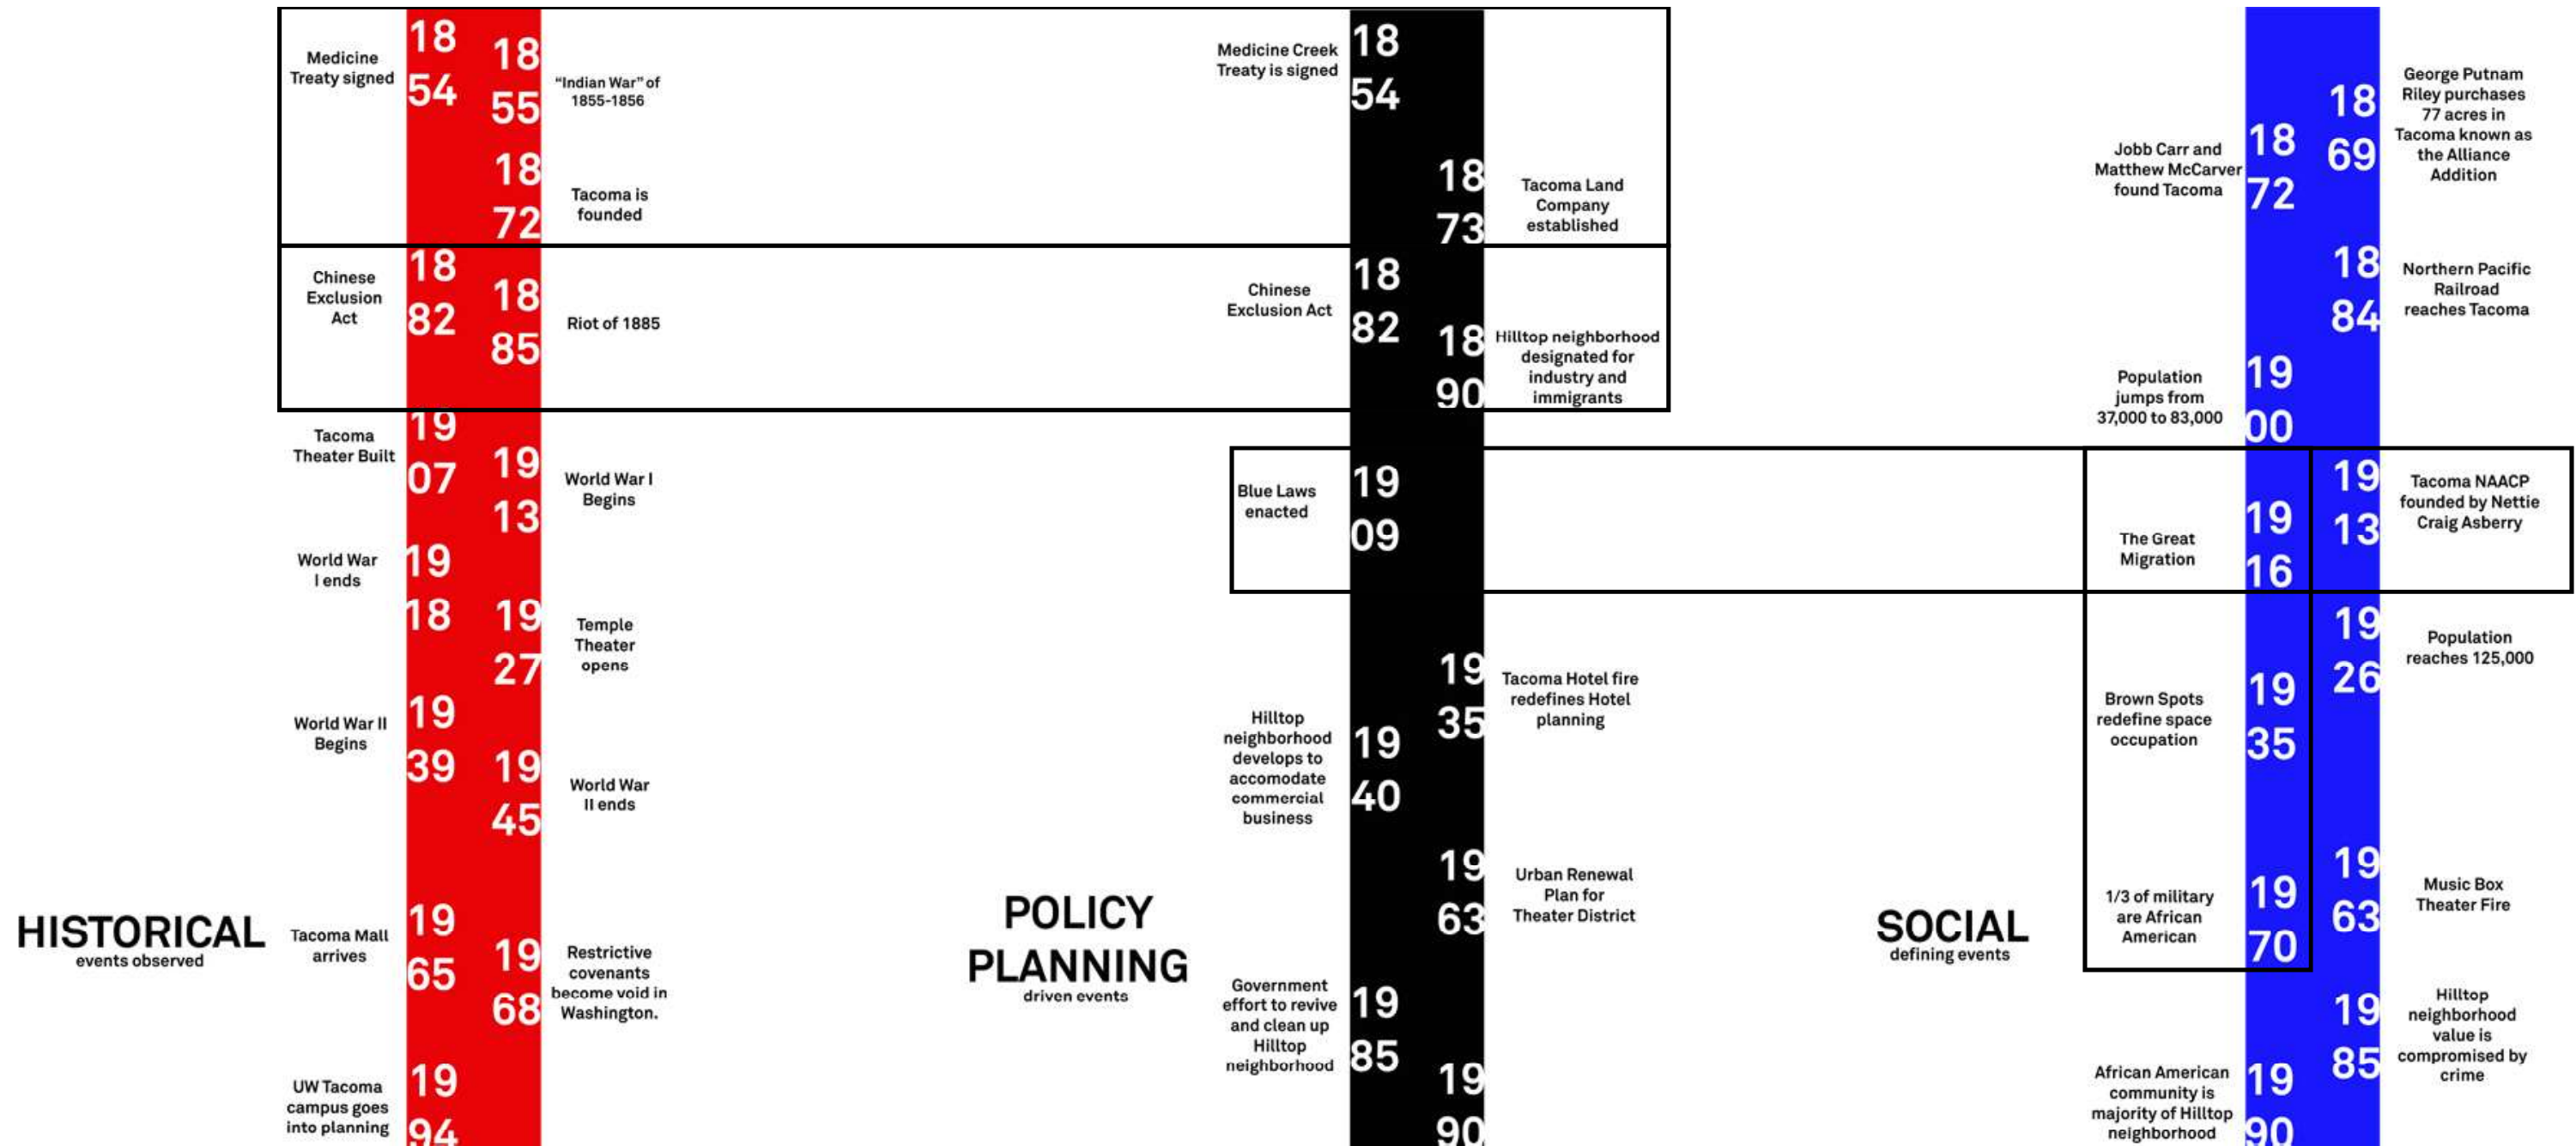 Medicine
Treaty signed
18
54
18
55
“Indian War” of
1855-1856
18
72
Tacoma is
founded
Chinese
Exclusion
Act
18
82
18
85
Riot of 1885
Tacoma
Theater Built
19
07
19
13
World War I
Begins
World War
I ends
19
18
19
27
Temple
Theater
opens
World War II
Begins
19
39
19
45
World War
II ends
HISTORICAL
events observed
Tacoma Mall
arrives
19
65
19
68
Restrictive
covenants
become void in
Washington.
UW Tacoma
campus goes
into planning
19
94
Medicine Creek
Treaty is signed
18
54
18
73
Tacoma Land
Company
established
Chinese
Exclusion Act
18
82
18
90
Hilltop neighborhood
designated for
industry and
immigrants
Blue Laws
enacted
19
09
19
35
Tacoma Hotel fire
redefines Hotel
planning
Hilltop
neighborhood
develops to
accomodate
commercial
business
19
40
19
63
Urban Renewal
Plan for
Theater District
POLICY
PLANNING
driven events
Government
effort to revive
and clean up
Hilltop
neighborhood
19
85
19
90
George Putnam
Riley purchases
77 acres in
Tacoma known as
the Alliance
Addition
18
69
Jobb Carr and
Matthew McCarver
found Tacoma
18
72
18
84
Northern Pacific
Railroad
reaches Tacoma
Population
jumps from
37,000 to 83,000
19
00
19
13
Tacoma NAACP
founded by Nettie
Craig Asberry
The Great
Migration
19
16
19
26
Population
reaches 125,000
Brown Spots
redefine space
occupation
19
35
19
63
Music Box
Theater Fire
SOCIAL
defining events
1/3 of military
are African
American
19
70
19
85
Hilltop
neighborhood
value is
compromised by
crime
African American
community is
majority of Hilltop
neighborhood
19
90